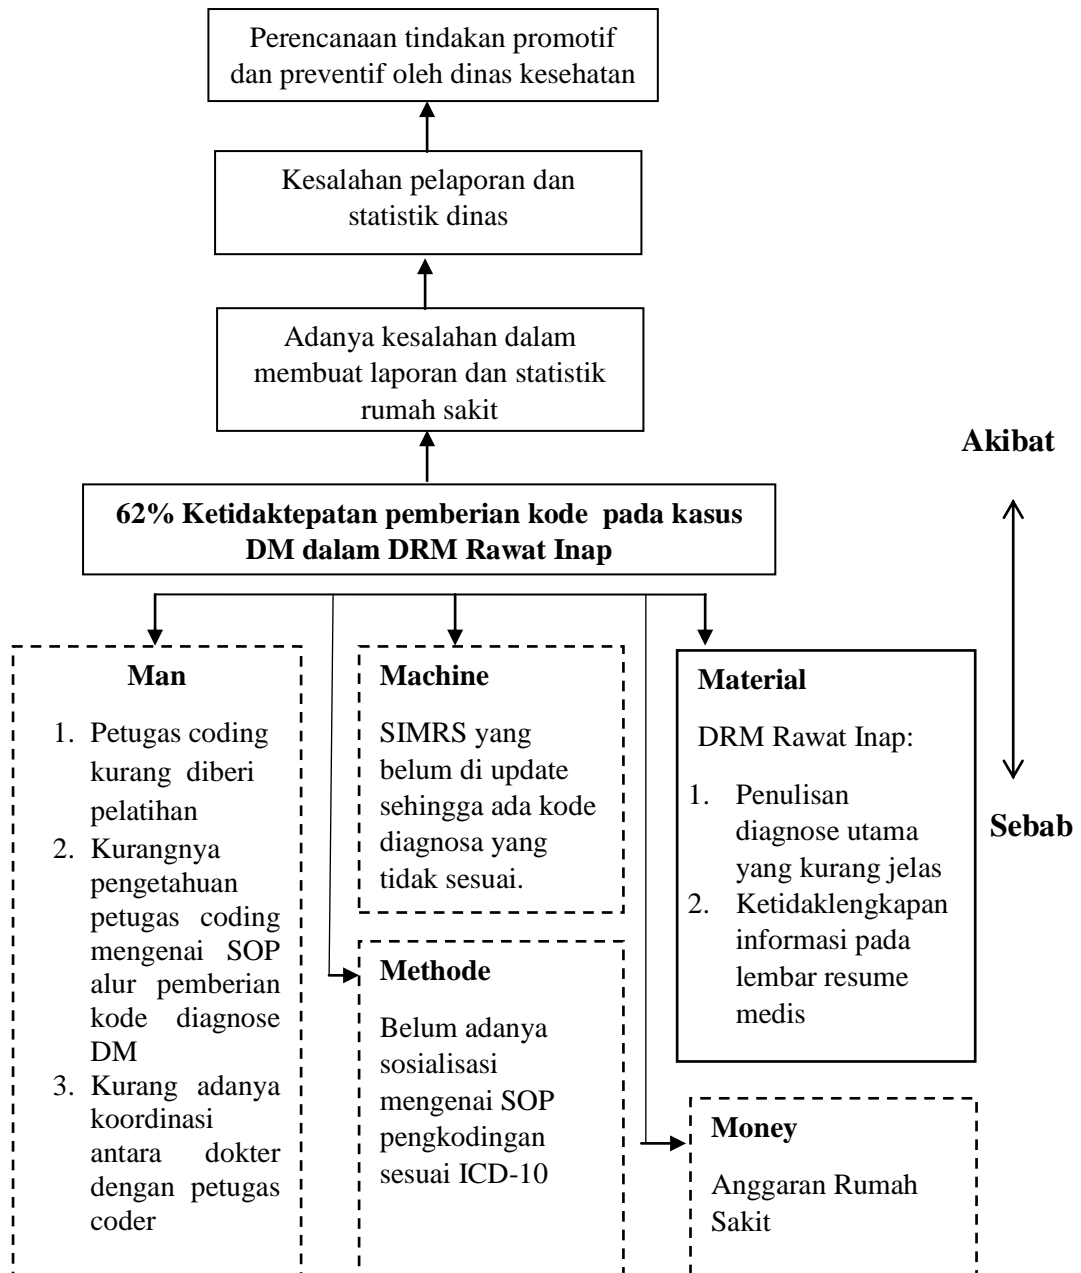 Perencanaan tindakan promotif
dan preventif oleh dinas kesehatan
Kesalahan pelaporan dan
statistik dinas
Adanya kesalahan dalam
membuat laporan dan statistik
rumah sakit
Akibat
62% Ketidaktepatan pemberian kode pada kasus
DM dalam DRM Rawat Inap
Sebab
Man
1. Petugas coding
kurang diberi
pelatihan
2. Kurangnya
pengetahuan
petugas coding
mengenai SOP
alur pemberian
kode diagnose
DM
3. Kurang adanya
koordinasi
antara dokter
dengan petugas
coder
Machine
SIMRS yang
belum di update
sehingga ada kode
diagnosa yang
tidak sesuai.
Methode
Belum adanya
sosialisasi
mengenai SOP
pengkodingan
sesuai ICD-10
Material
DRM Rawat Inap:
1. Penulisan
diagnose utama
yang kurang jelas
2. Ketidaklengkapan
informasi pada
lembar resume
medis
Money
Anggaran Rumah
Sakit